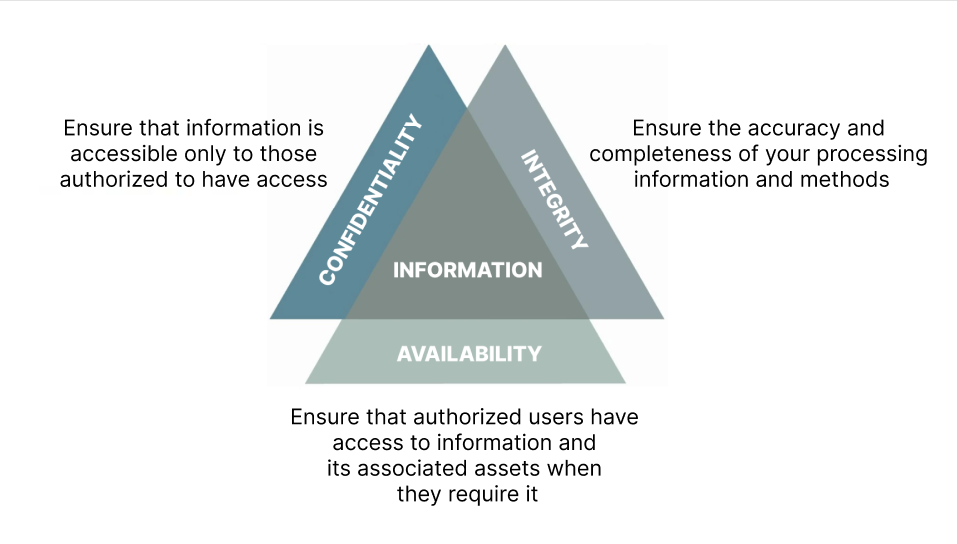 Ensure that information is
accessible only to those
authorized to have access
CONFIDENTIALITY
INTEGRITY
Ensure the accuracy and
completeness of your processing
information and methods
INFORMATION
AVAILABILITY
Ensure that authorized users have
access to information and
its associated assets when
they require it